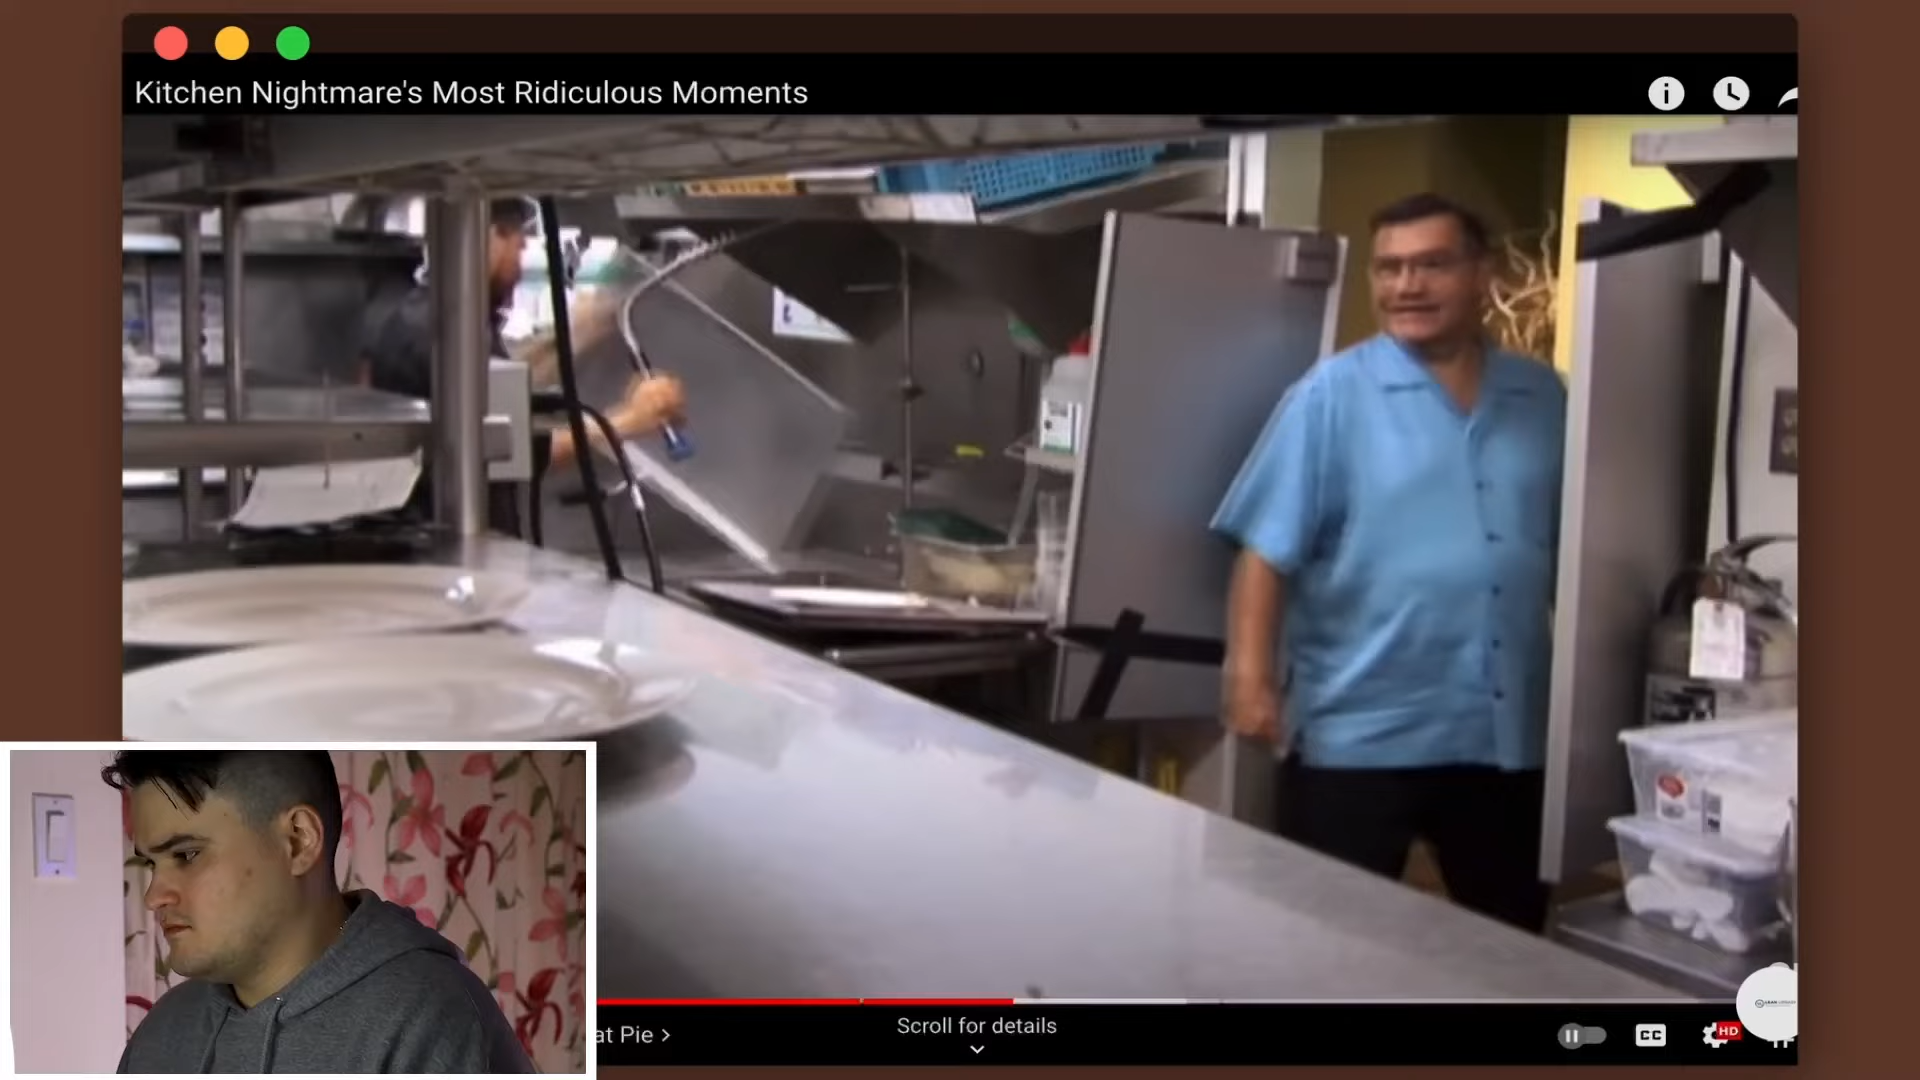 Kitchen Nightmare's Most Ridiculous Moments
at Pie >
Scroll for details
CC
HD